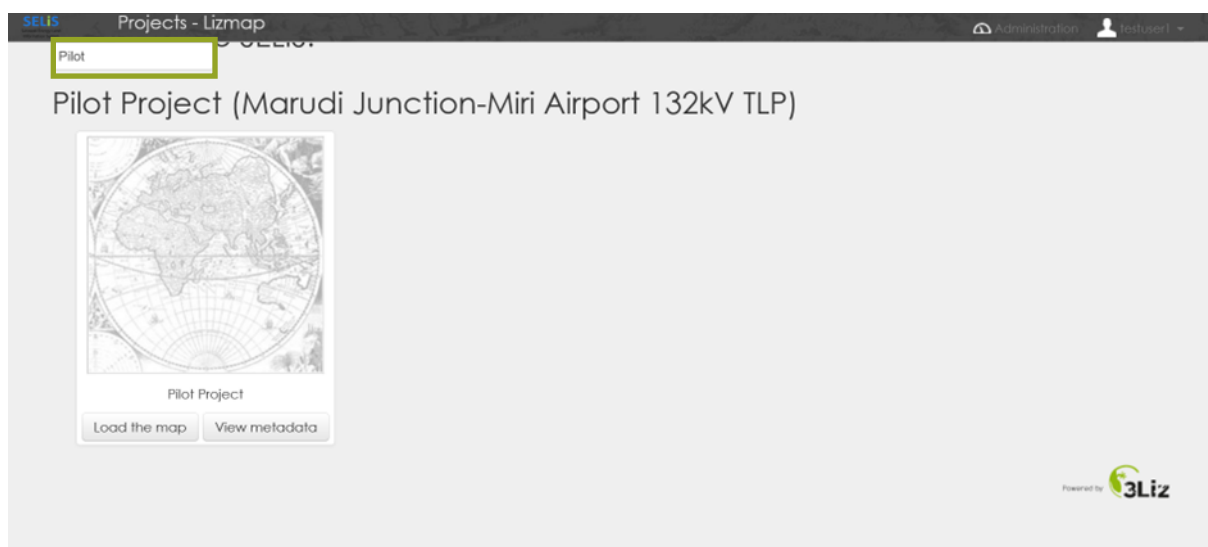 SELiS
Projects - Lizmap
Administration
testuser1
SELiS.
Pilot
Pilot Project (Marudi Junction-Miri Airport 132kV TLP)
Pilot Project
Load the map
View metadata
Powered by 3Liz